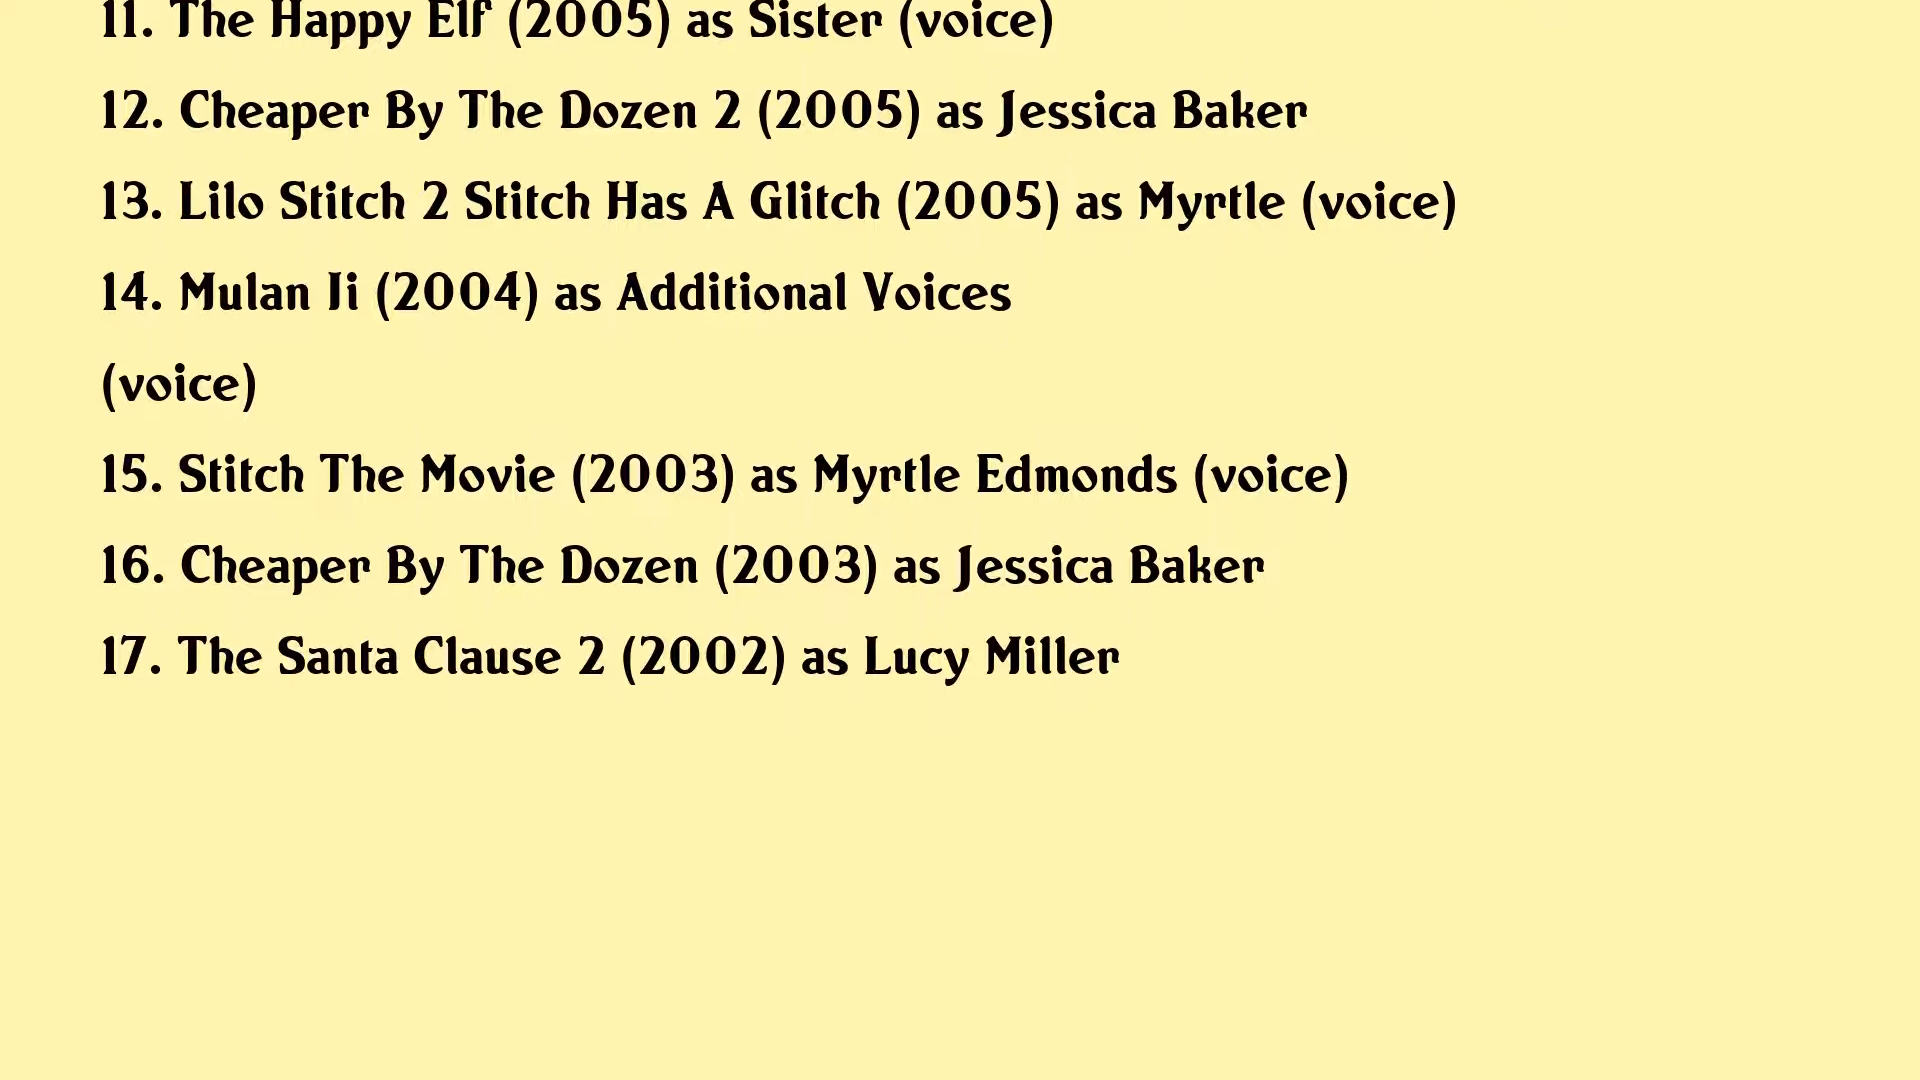 11. The Happy Elf (2005) as Sister (voice)
12. Cheaper By The Dozen 2 (2005) as Jessica Baker
13. Lilo Stitch 2 Stitch Has A Glitch (2005) as Myrtle (voice)
14. Mulan Ii (2004) as Additional Voices
(voice)
15. Stitch The Movie (2003) as Myrtle Edmonds (voice)
16. Cheaper By The Dozen (2003) as Jessica Baker
17. The Santa Clause 2 (2002) as Lucy Miller